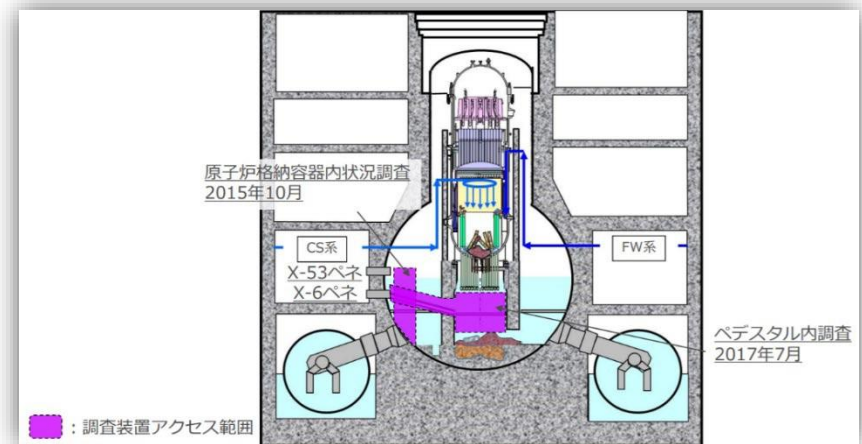 原子炉格納容器内状況調査
2015年10月
CS系
FW系
X-53ペネ
X-6ペネ
ペデスタル内調査
2017年7月
：調査装置アクセス範囲